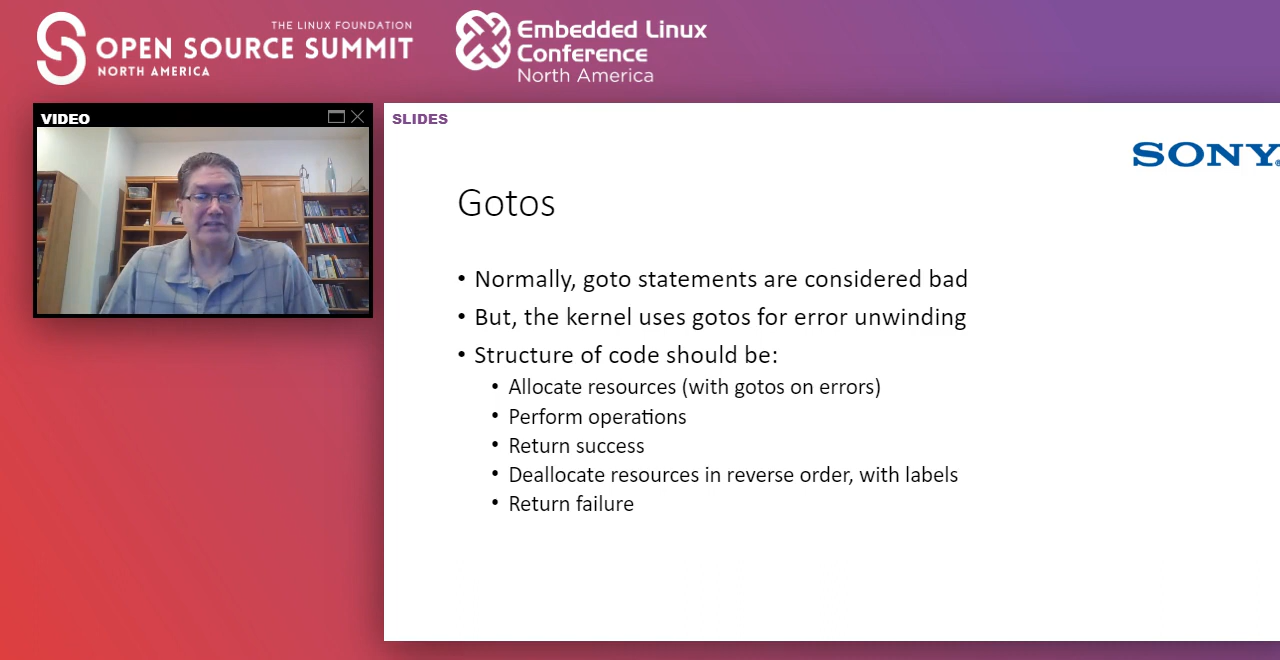 THE LINUX FOUNDATION
OPEN SOURCE SUMMIT
NORTH AMERICA
Embedded Linux
Conference
North America
VIDEO
SLIDES
SONY
Gotos
• Normally, goto statements are considered bad
• But, the kernel uses gotos for error unwinding
• Structure of code should be:
• Allocate resources (with gotos on errors)
• Perform operations
• Return success
• Deallocate resources in reverse order, with labels
• Return failure